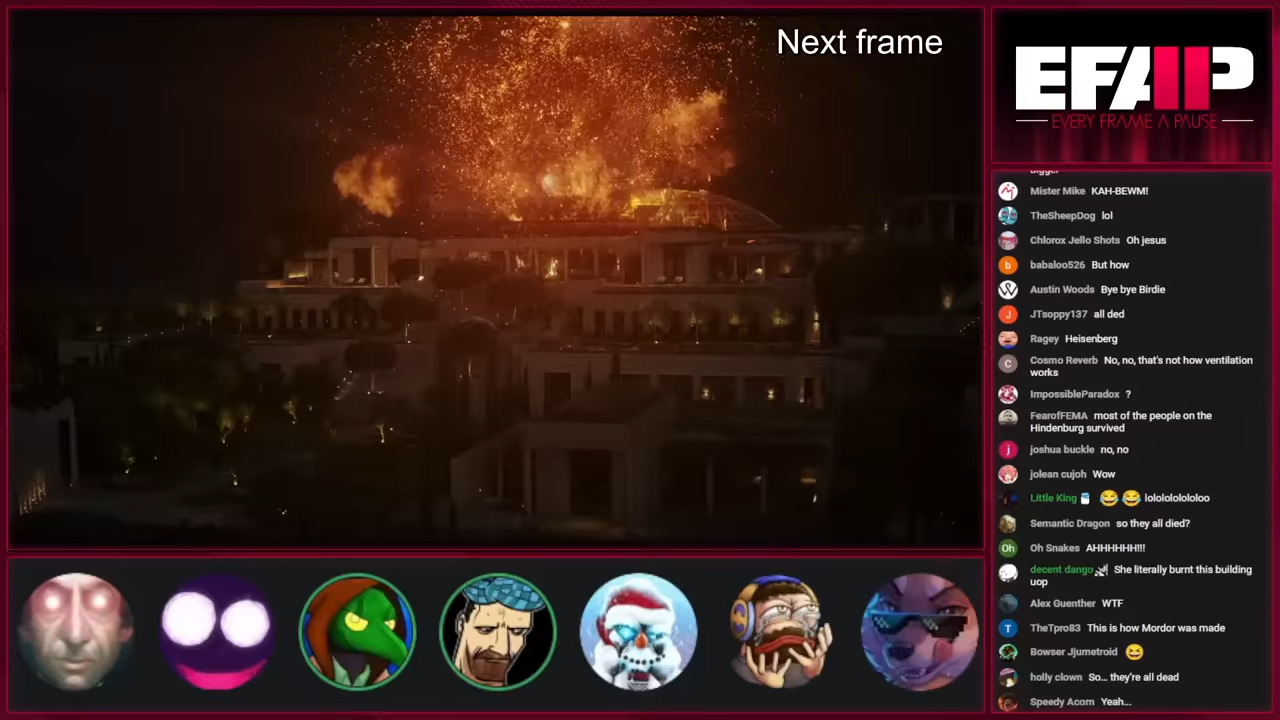 Next frame
EFAP
EVERY FRAME A PAUSE
bigger
Mister Mike KAH-BEWM!
TheSheepDog lol
Chlorox Jello Shots Oh jesus
b babaloo526 But how
Austin Woods Bye bye Birdie
J JTsoppy137 all ded
Ragey Heisenberg
C Cosmo Reverb No, no, that's not how ventilation
works
ImpossibleParadox ?
FearofFEMA most of the people on the
Hindenburg survived
j joshua buckle no, no
jolean cujoh Wow
Little King 😂 😂 lolololololoo
Semantic Dragon so they all died?
Oh Oh Snakes AHHHHHH!!!
decent dango She literally burnt this building
uop
Alex Guenther WTF
T TheTpro83 This is how Mordor was made
Bowser Jjumetroid 😆
holly clown So... they're all dead
Speedy Acorn Yeah...